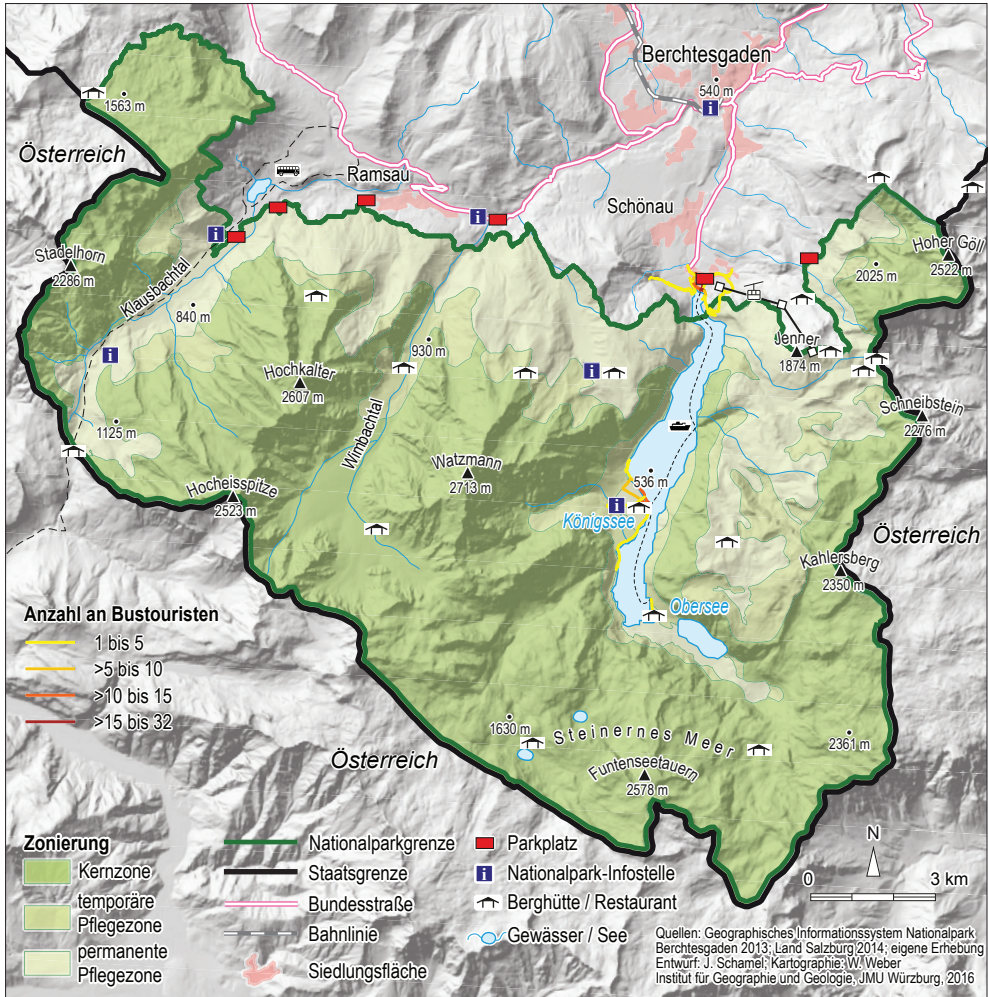 Berchtesgaden
540 m
1563 m
Österreich
Ramsau
Schönau
Stadelhorn
2286 m
Klausbachtal
840 m
Hoher Göll
2522 m
2025 m
Jenner
1874 m
930 m
Hochkalter
2607 m
Wimbachtal
1125 m
Schneibstein
2276 m
Watzmann
2713 m
536 m
Hocheisspitze
2523 m
Königssee
Österreich
Kahlersberg
2350 m
Obersee
Anzahl an Bustouristen
1 bis 5
>5 bis 10
>10 bis 15
>15 bis 32
1630 m
Steinernes Meer
2361 m
Österreich
Funtenseetauern
2578 m
Zonierung
Kernzone
temporäre
Pflegezone
permanente
Pflegezone
Nationalparkgrenze
Staatsgrenze
Bundesstraße
Bahnlinie
Siedlungsfläche
Parkplatz
i Nationalpark-Infostelle
Berghütte / Restaurant
Gewässer / See
N
0 3 km
Quellen: Geographisches Informationssystem Nationalpark
Berchtesgaden 2013; Land Salzburg 2014; eigene Erhebung
Entwurf: J. Schamel; Kartographie: W. Weber
Institut für Geographie und Geologie, JMU Würzburg, 2016